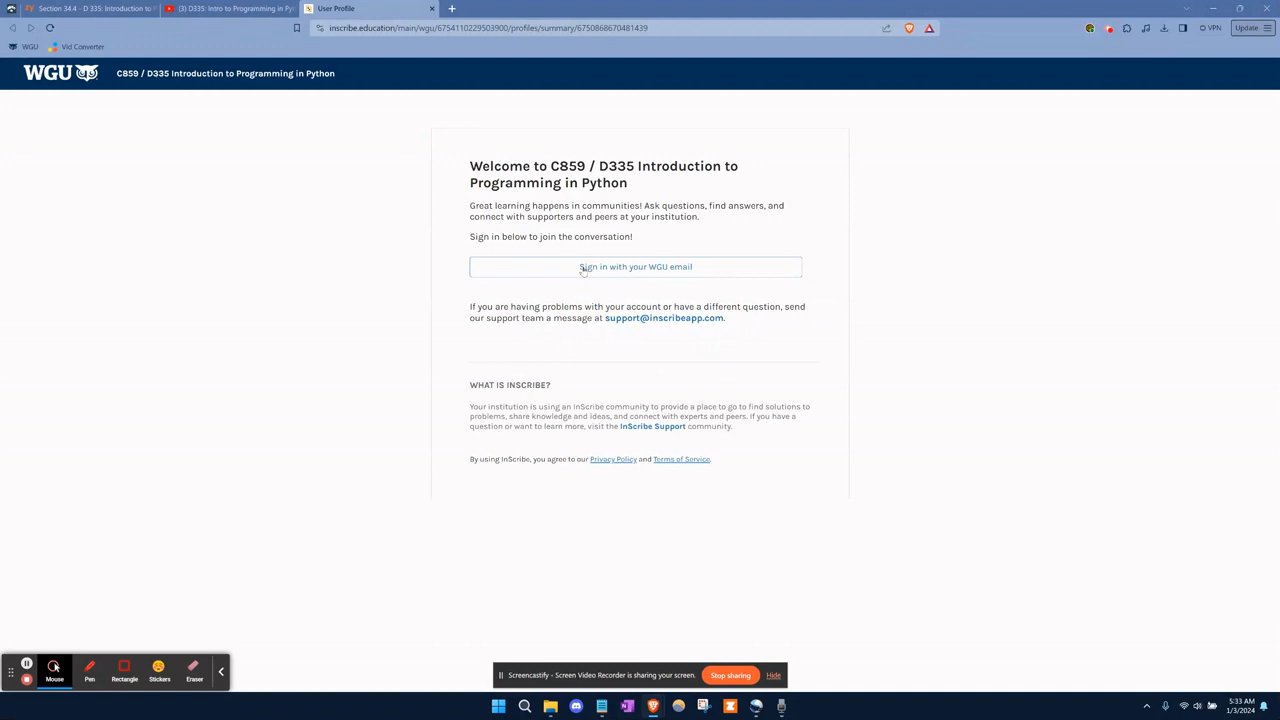 Section 34.4 - D 335: Introduction to P
(3) D335: Intro to Programming in Pyt
User Profile
inscribe.education/main/wgu/6754110229503900/profiles/summary/6750868670481439
VPN
Update
WGU
Vid Converter
WGU
C859 / D335 Introduction to Programming in Python
Welcome to C859 / D335 Introduction to
Programming in Python
Great learning happens in communities! Ask questions, find answers, and
connect with supporters and peers at your institution.
Sign in below to join the conversation!
Sign in with your WGU email
If you are having problems with your account or have a different question, send
our support team a message at support@inscribeapp.com.
WHAT IS INSCRIBE?
Your institution is using an InScribe community to provide a place to go to find solutions to
problems, share knowledge and ideas, and connect with experts and peers. If you have a
question or want to learn more, visit the InScribe Support community.
By using InScribe, you agree to our Privacy Policy and Terms of Service.
Mouse
Pen
Rectangle
Stickers
Eraser
Screencastify - Screen Video Recorder is sharing your screen.
Stop sharing
Hide
5:33 AM
1/3/2024